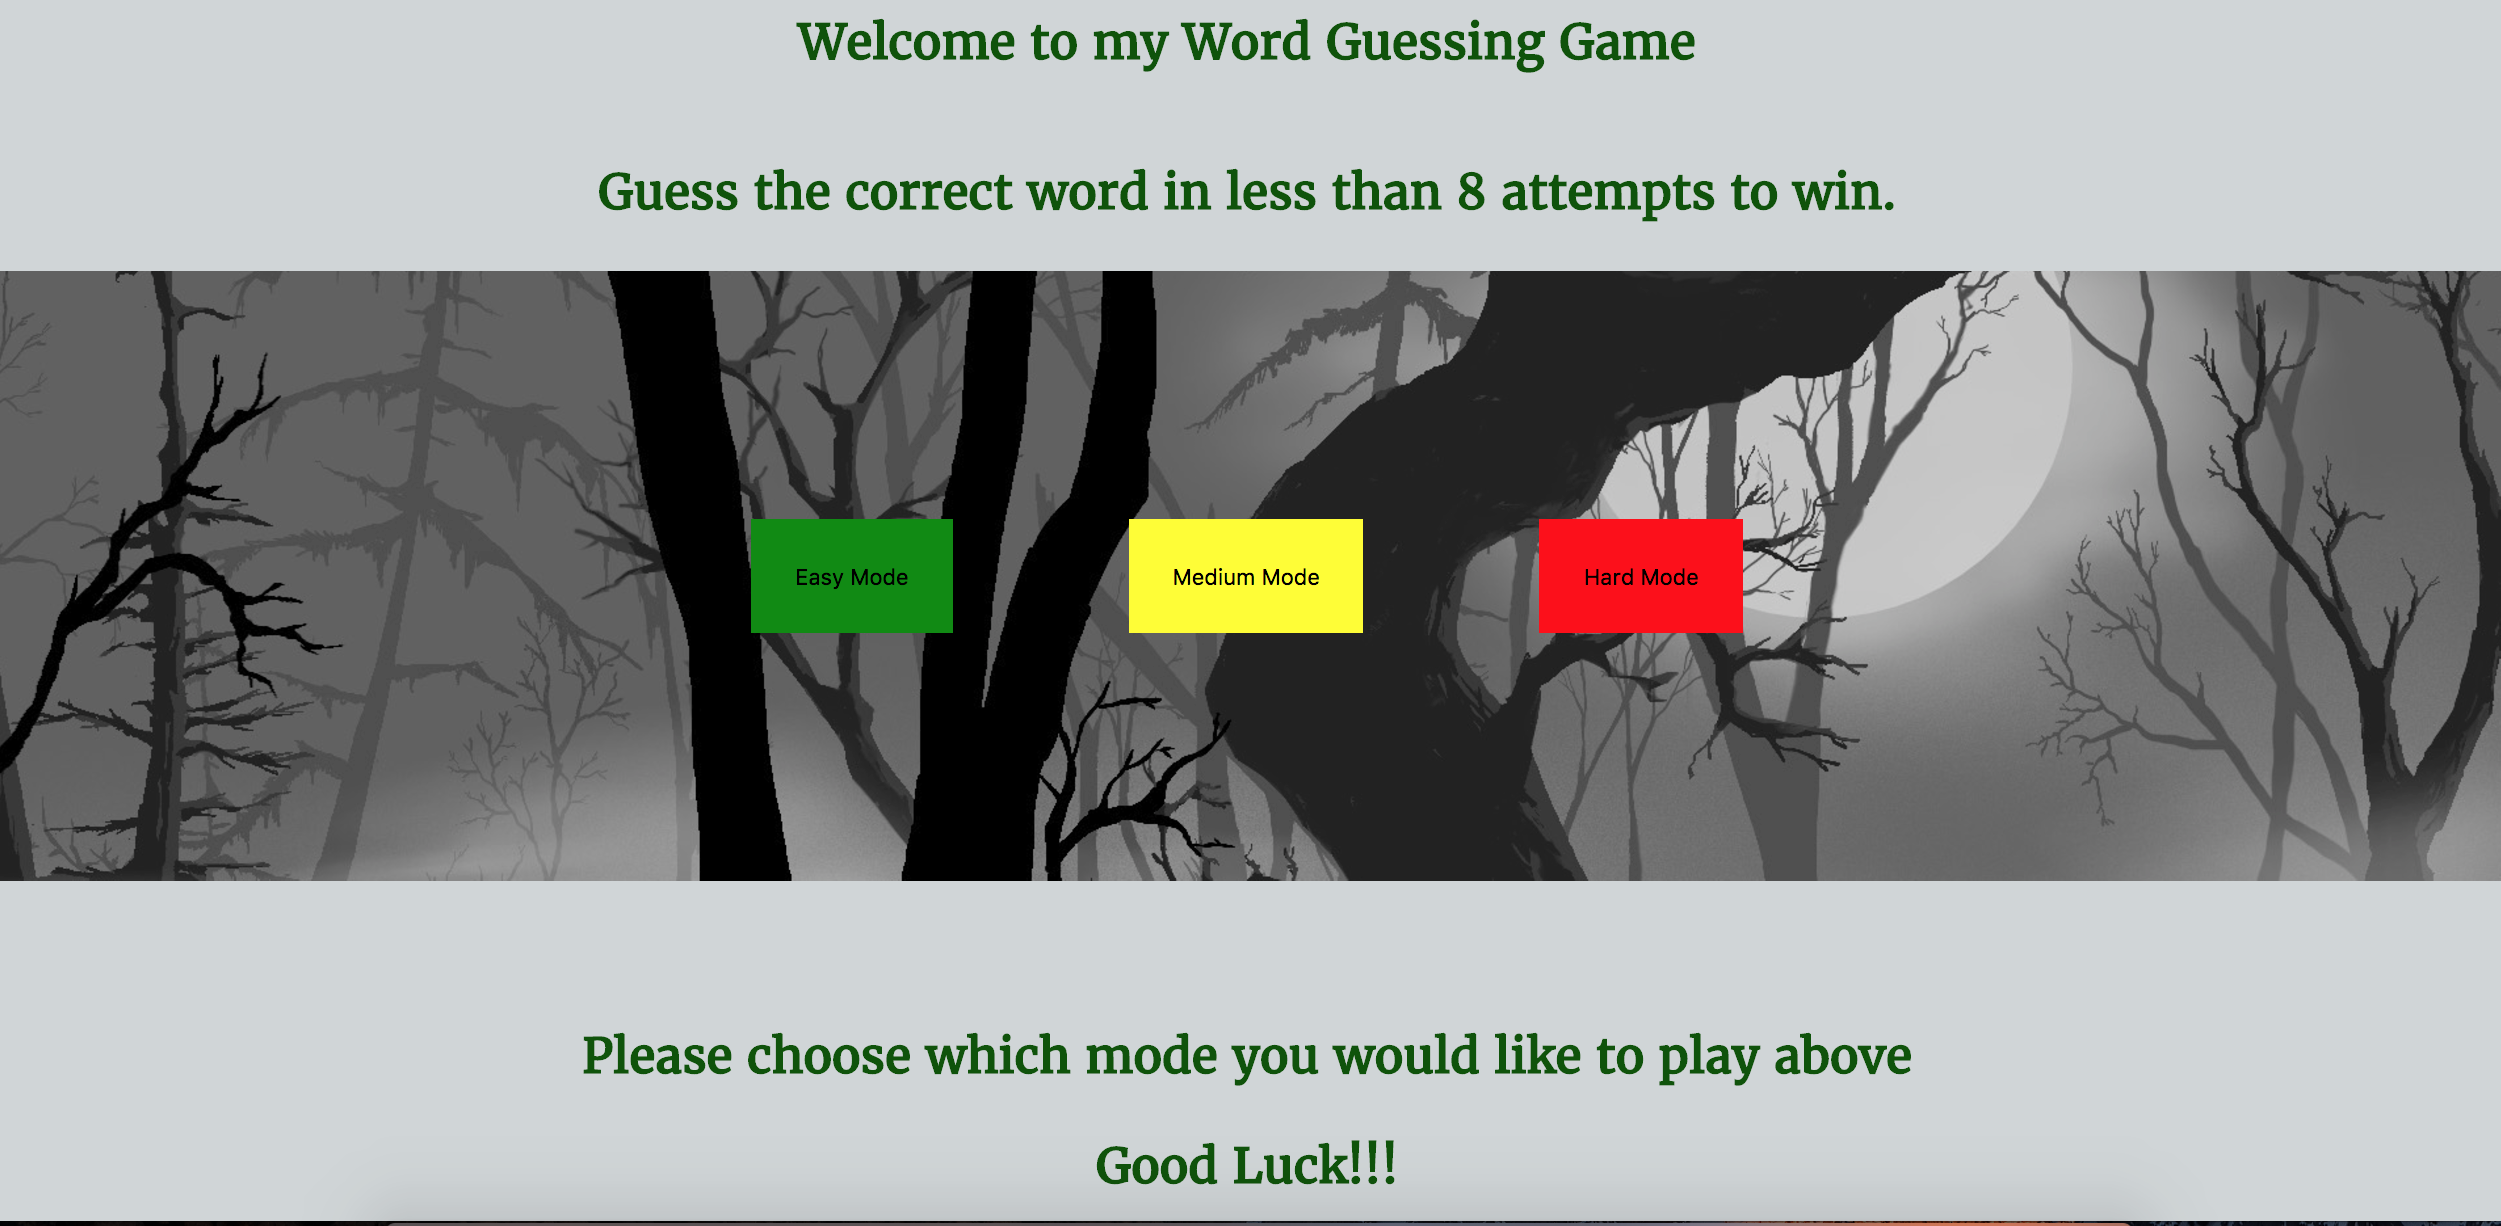 Welcome to my Word Guessing Game
Guess the correct word in less than 8 attempts to win.
Easy Mode
Medium Mode
Hard Mode
Please choose which mode you would like to play above
Good Luck!!!